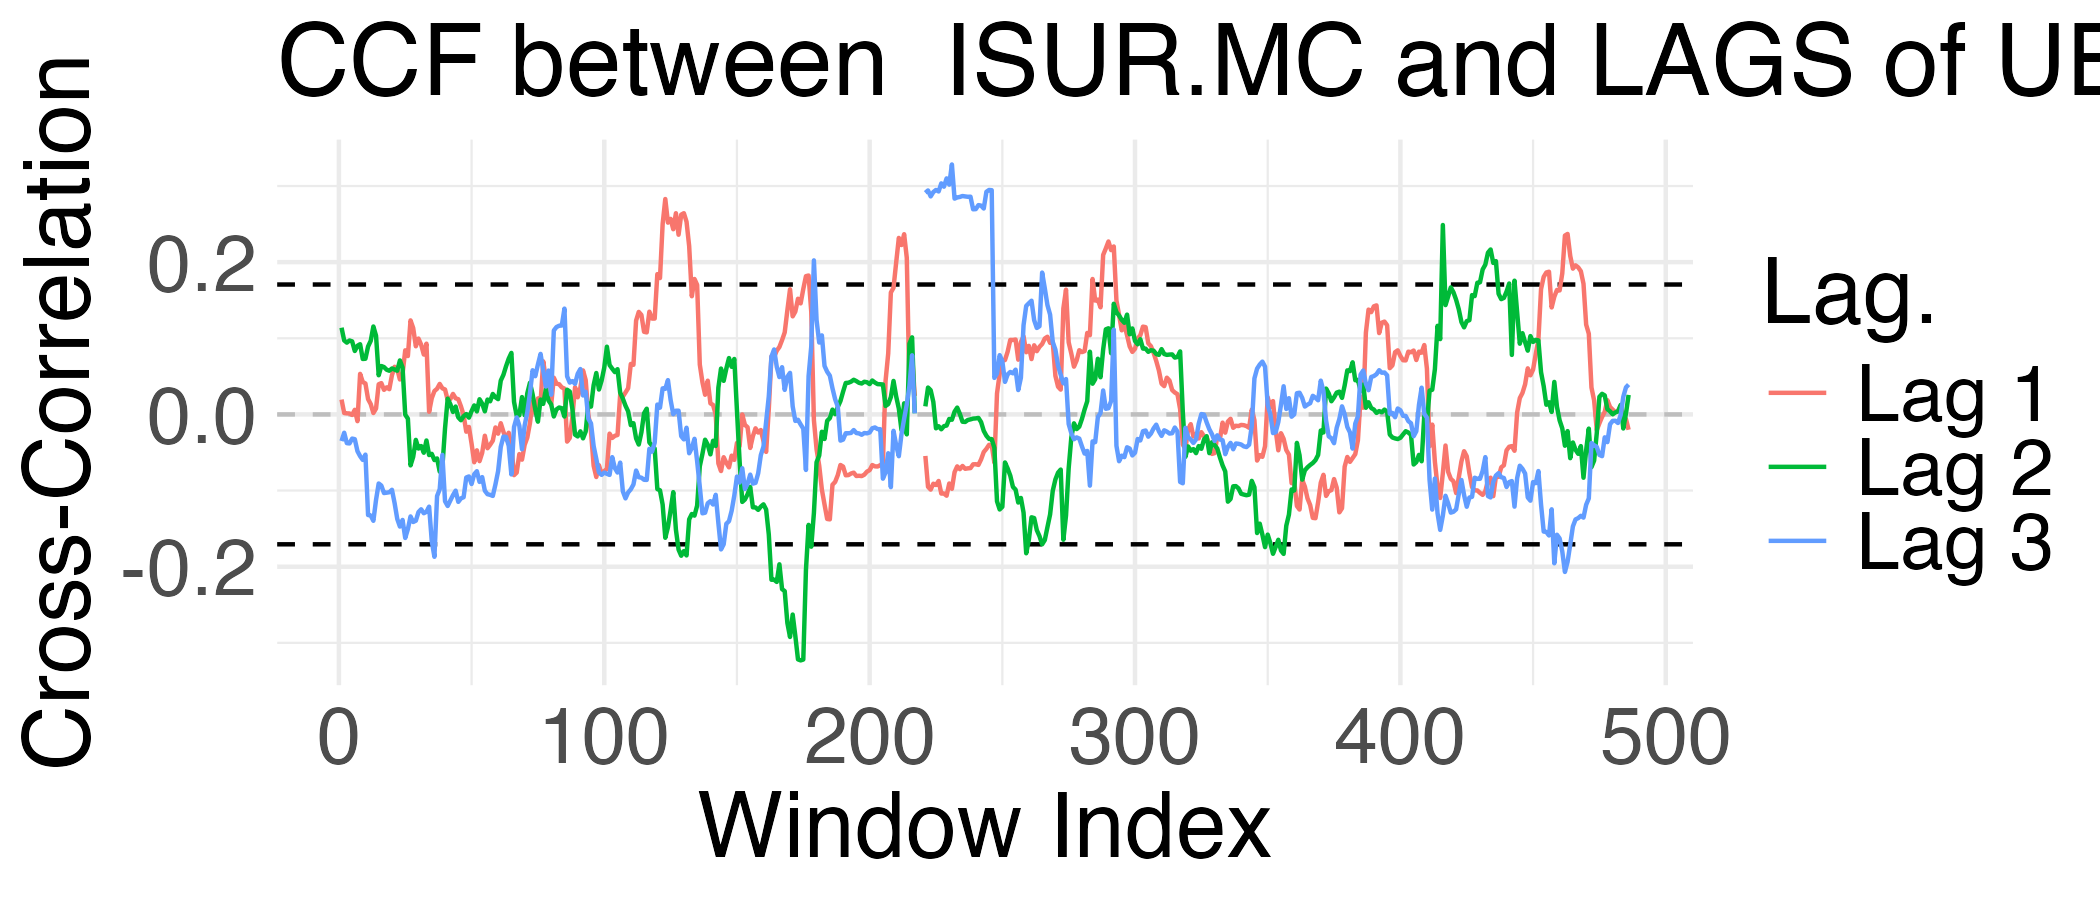 CCF between  ISUR.MC and LAGS of UE
Cross-Correlation
0.2
0.0
-0.2
0 100 200 300 400 500
Window Index
Lag.
Lag 1
Lag 2
Lag 3